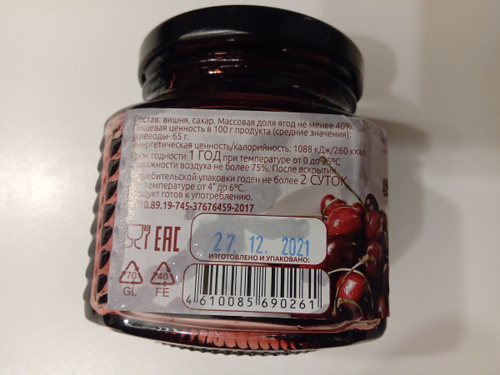 Состав: вишня, сахар. Массовая доля ягод не менее 40%.
Пищевая ценность в 100 г продукта (средние значения):
углеводы- 65 г.
Энергетическая ценность/калорийность: 1088 кДж/260 ккал.
годности 1 ГОД при температуре от 0 до 25°C
влажности воздуха не более 75%. После вскрытия
потребительской упаковки годен не более 2 СУТОК
температуре от 4° до 6°C.
Продукт готов к употреблению.
10.89.19-745-37676459-2017
EAC
27. 12. 2021
ИЗГОТОВЛЕНО И УПАКОВАНО:
70
GL
40
FE
4 610085 690261